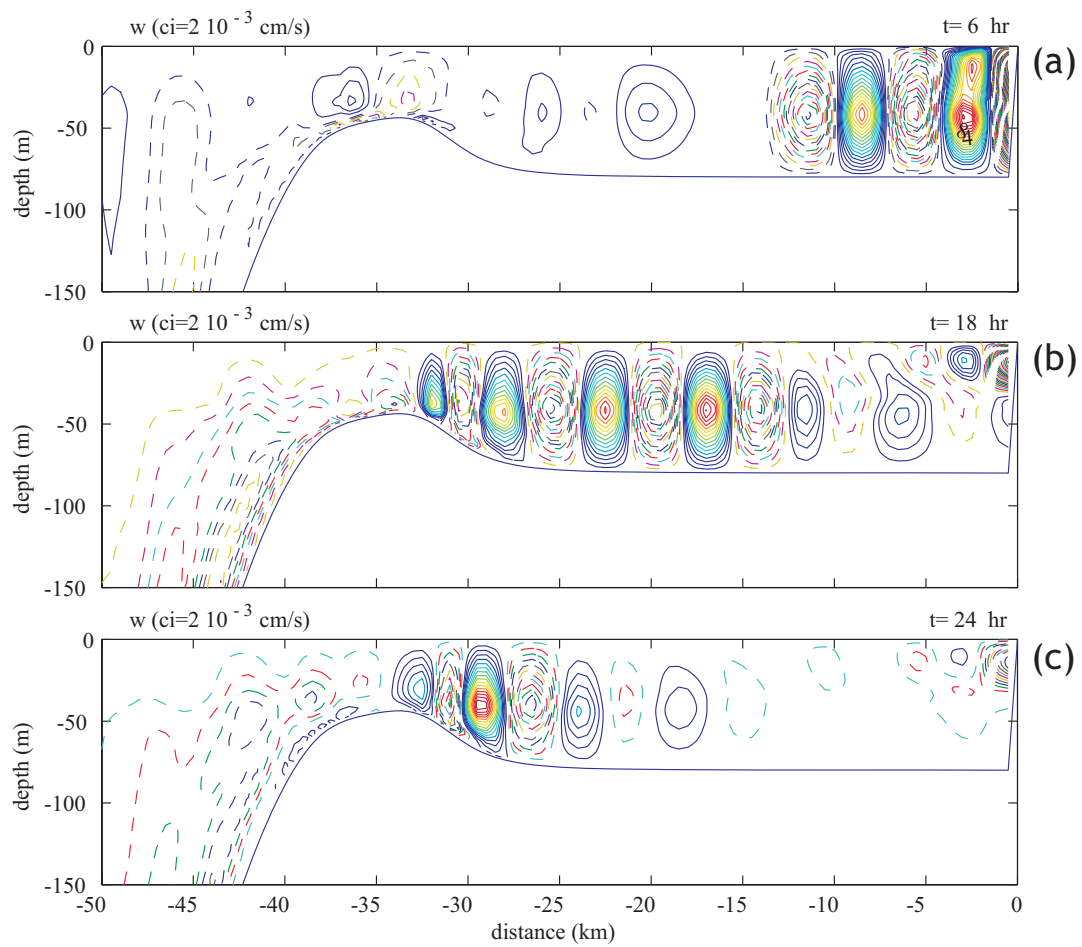 w (ci=2 10 -3 cm/s) t= 6 hr
(a)
0
-50
-100
-150
depth (m)
84
w (ci=2 10 -3 cm/s) t= 18 hr
(b)
0
-50
-100
-150
depth (m)
w (ci=2 10 -3 cm/s) t= 24 hr
(c)
0
-50
-100
-150
depth (m)
-50 -45 -40 -35 -30 -25 -20 -15 -10 -5 0
distance (km)